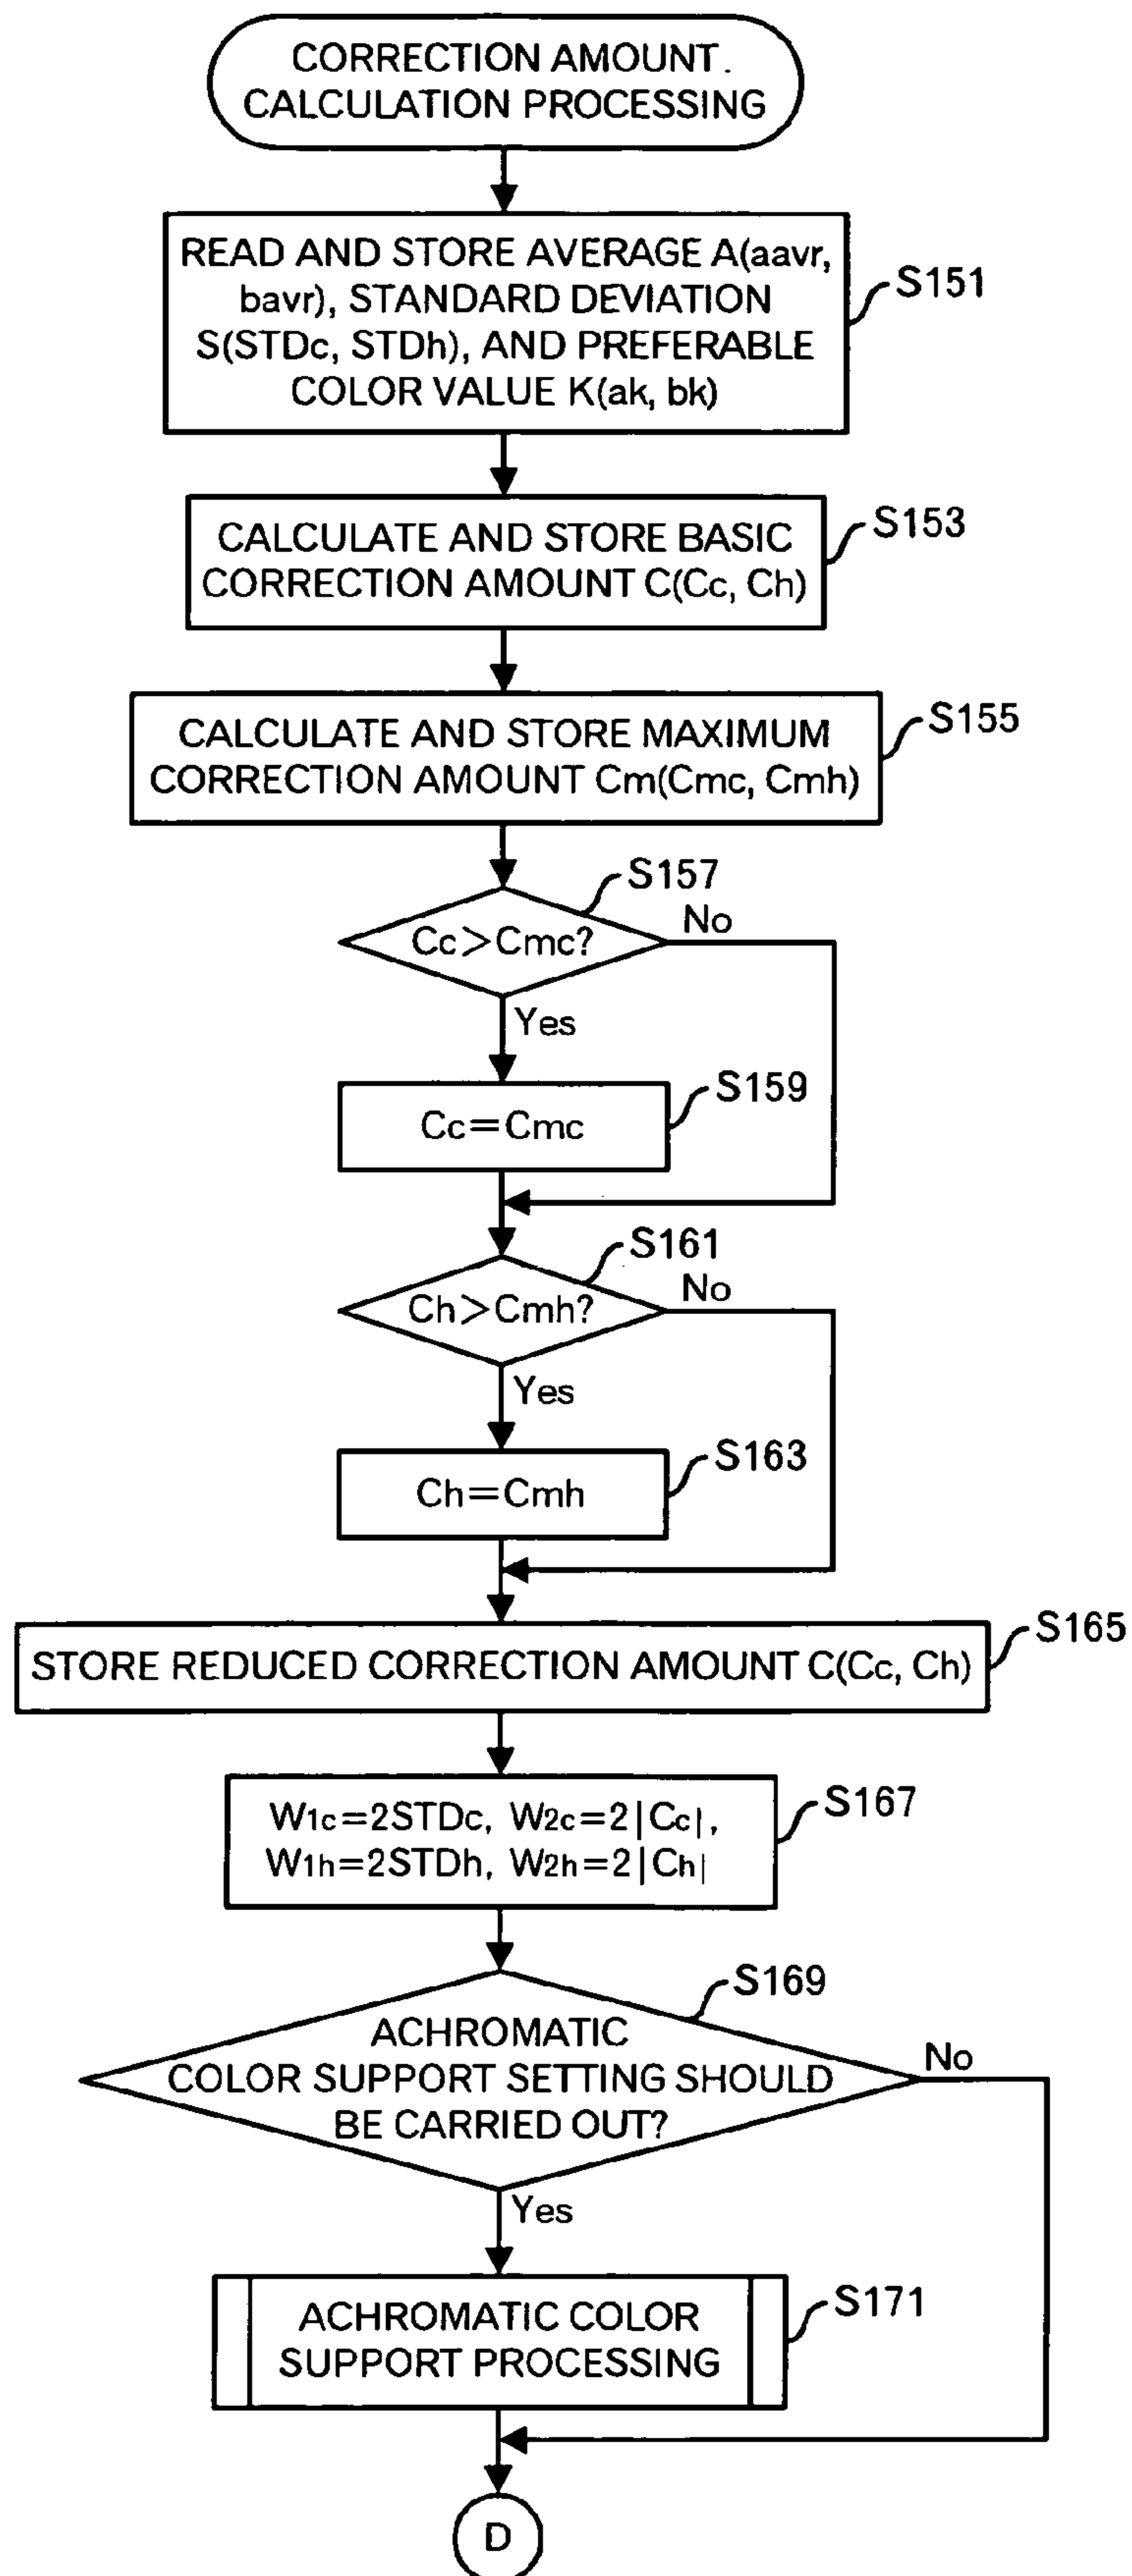 CORRECTION AMOUNT.
CALCULATION PROCESSING
READ AND STORE AVERAGE A(aavr,
bavr), STANDARD DEVIATION
S(STDc, STDh), AND PREFERABLE
COLOR VALUE K(ak, bk)
S151
CALCULATE AND STORE BASIC
CORRECTION AMOUNT C(Cc, Ch)
S153
CALCULATE AND STORE MAXIMUM
CORRECTION AMOUNT Cm(Cmc, Cmh)
S155
S157
Cc>Cmc?
No
Yes
S159
Cc=Cmc
S161
Ch>Cmh?
No
Yes
S163
Ch=Cmh
S165
STORE REDUCED CORRECTION AMOUNT C(Cc, Ch)
S167
W1c=2STDc, W2c=2|Cc|,
W1h=2STDh, W2h=2|Ch|
S169
ACHROMATIC
COLOR SUPPORT SETTING SHOULD
BE CARRIED OUT?
No
Yes
S171
ACHROMATIC COLOR
SUPPORT PROCESSING
D